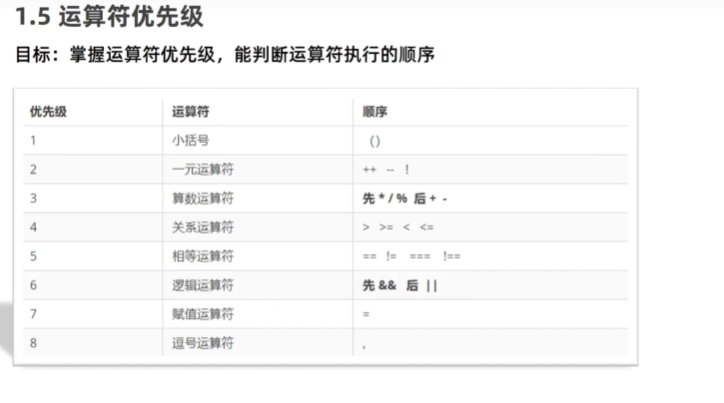 1.5 运算符优先级
目标：掌握运算符优先级，能判断运算符执行的顺序
优先级 运算符 顺序
1 小括号 ()
2 一元运算符 ++ -- !
3 算数运算符 先 * / % 后 + -
4 关系运算符 > >= < <=
5 相等运算符 == != === !==
6 逻辑运算符 先 && 后 ||
7 赋值运算符 =
8 逗号运算符 ,